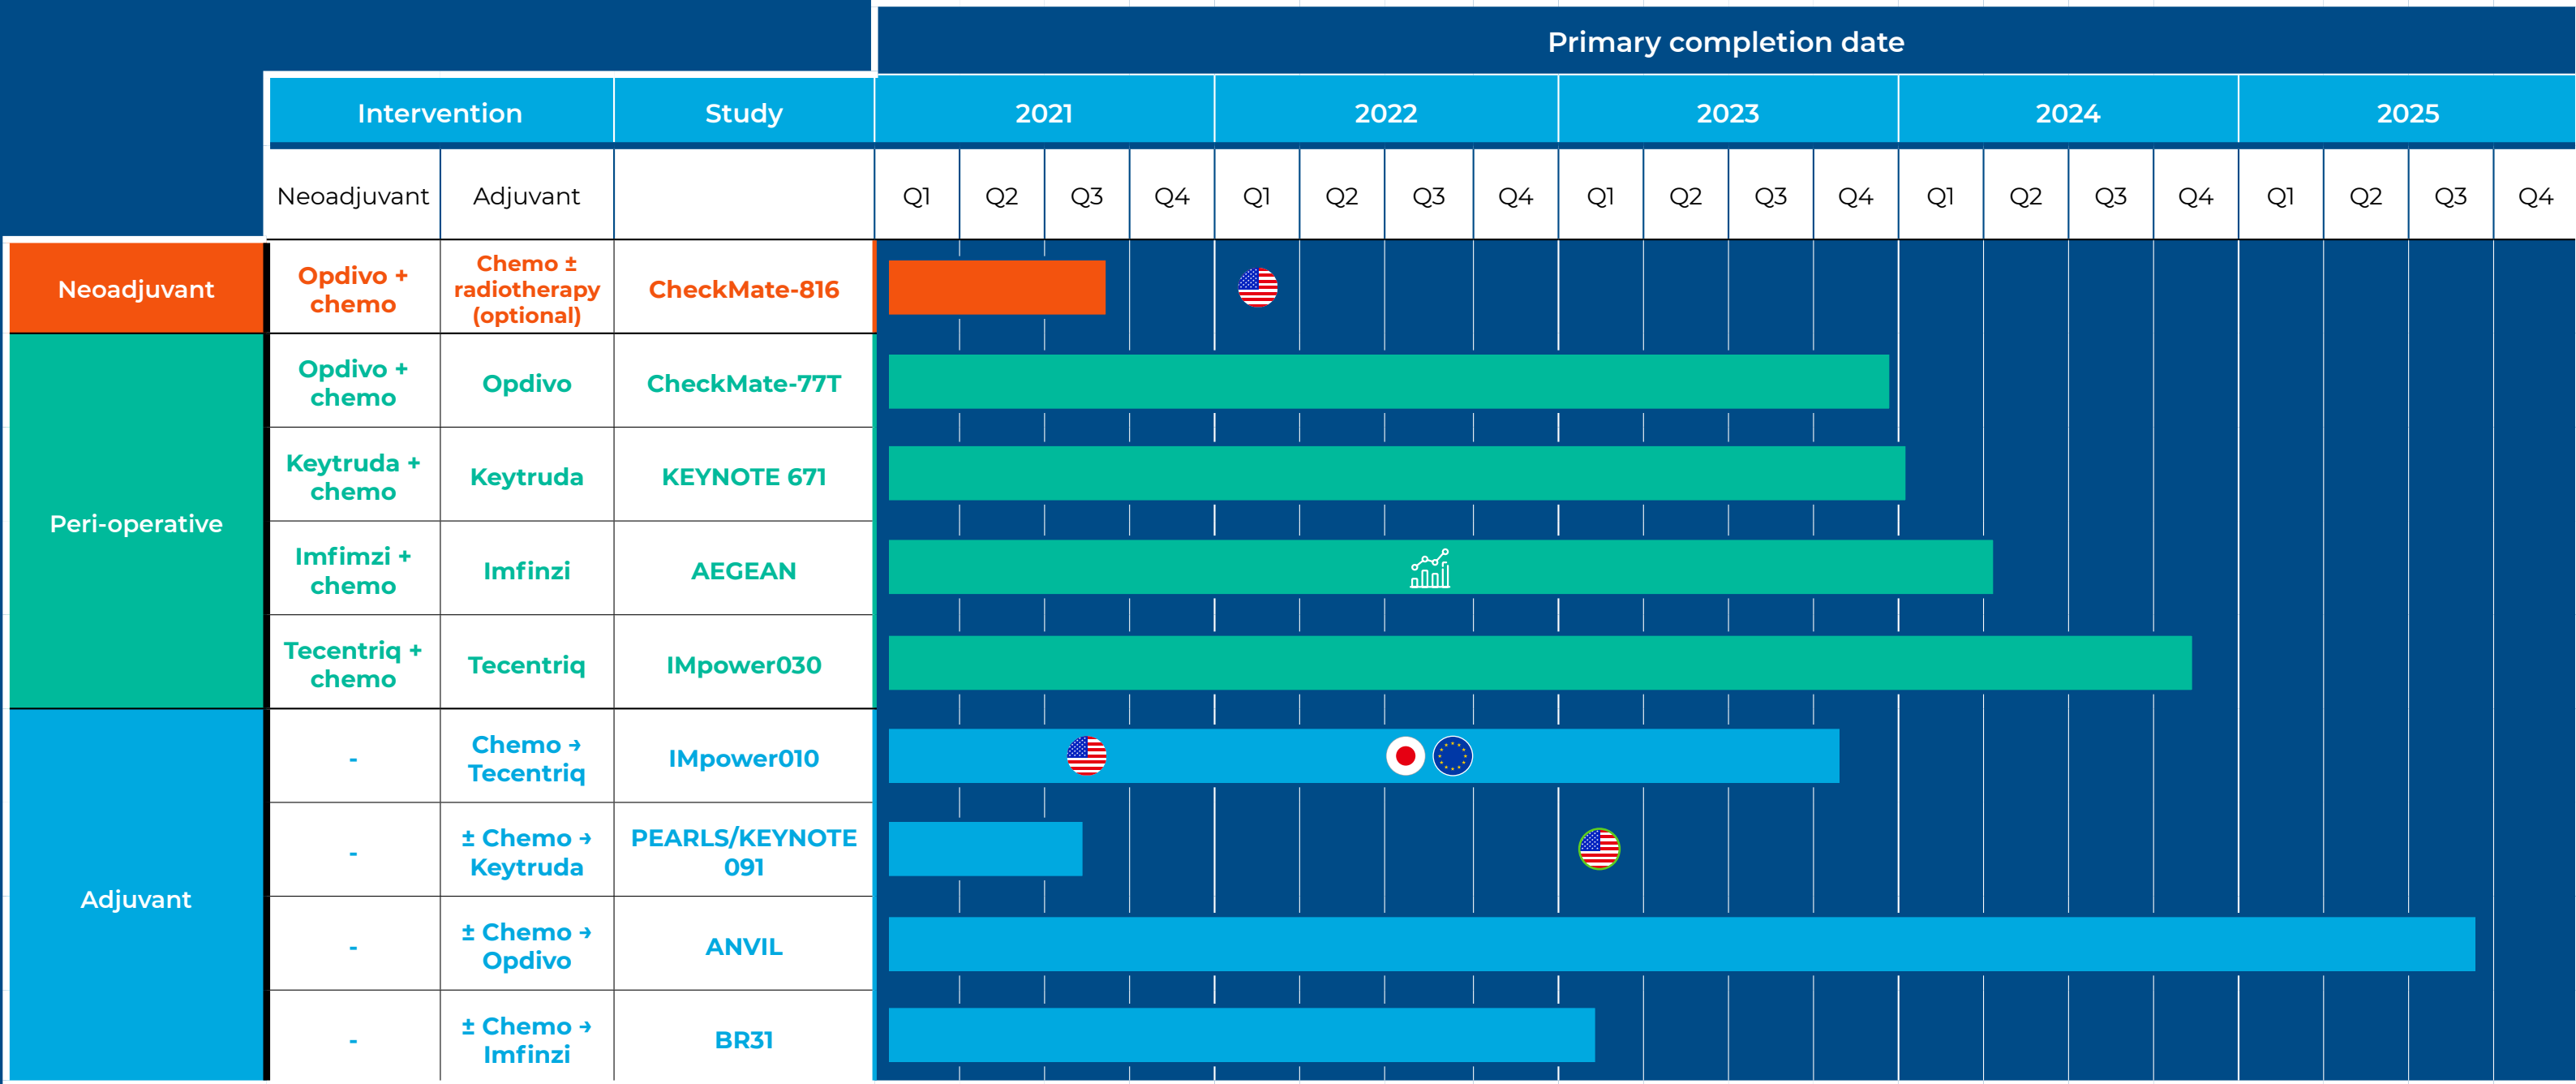 Primary completion date
Intervention Study 2021 2022 2023 2024 2025
Neoadjuvant Adjuvant Q1 Q2 Q3 Q4 Q1 Q2 Q3 Q4 Q1 Q2 Q3 Q4 Q1 Q2 Q3 Q4 Q1 Q2 Q3 Q4
Neoadjuvant
Opdivo +
chemo
Chemo ±
radiotherapy
(optional)
CheckMate-816
Peri-operative
Opdivo +
chemo
Opdivo
CheckMate-77T
Keytruda +
chemo
Keytruda
KEYNOTE 671
Imfimzi +
chemo
Imfinzi
AEGEAN
Tecentriq +
chemo
Tecentriq
IMpower030
Adjuvant
-
Chemo →
Tecentriq
IMpower010
-
± Chemo →
Keytruda
PEARLS/KEYNOTE
091
-
± Chemo →
Opdivo
ANVIL
-
± Chemo →
Imfinzi
BR31